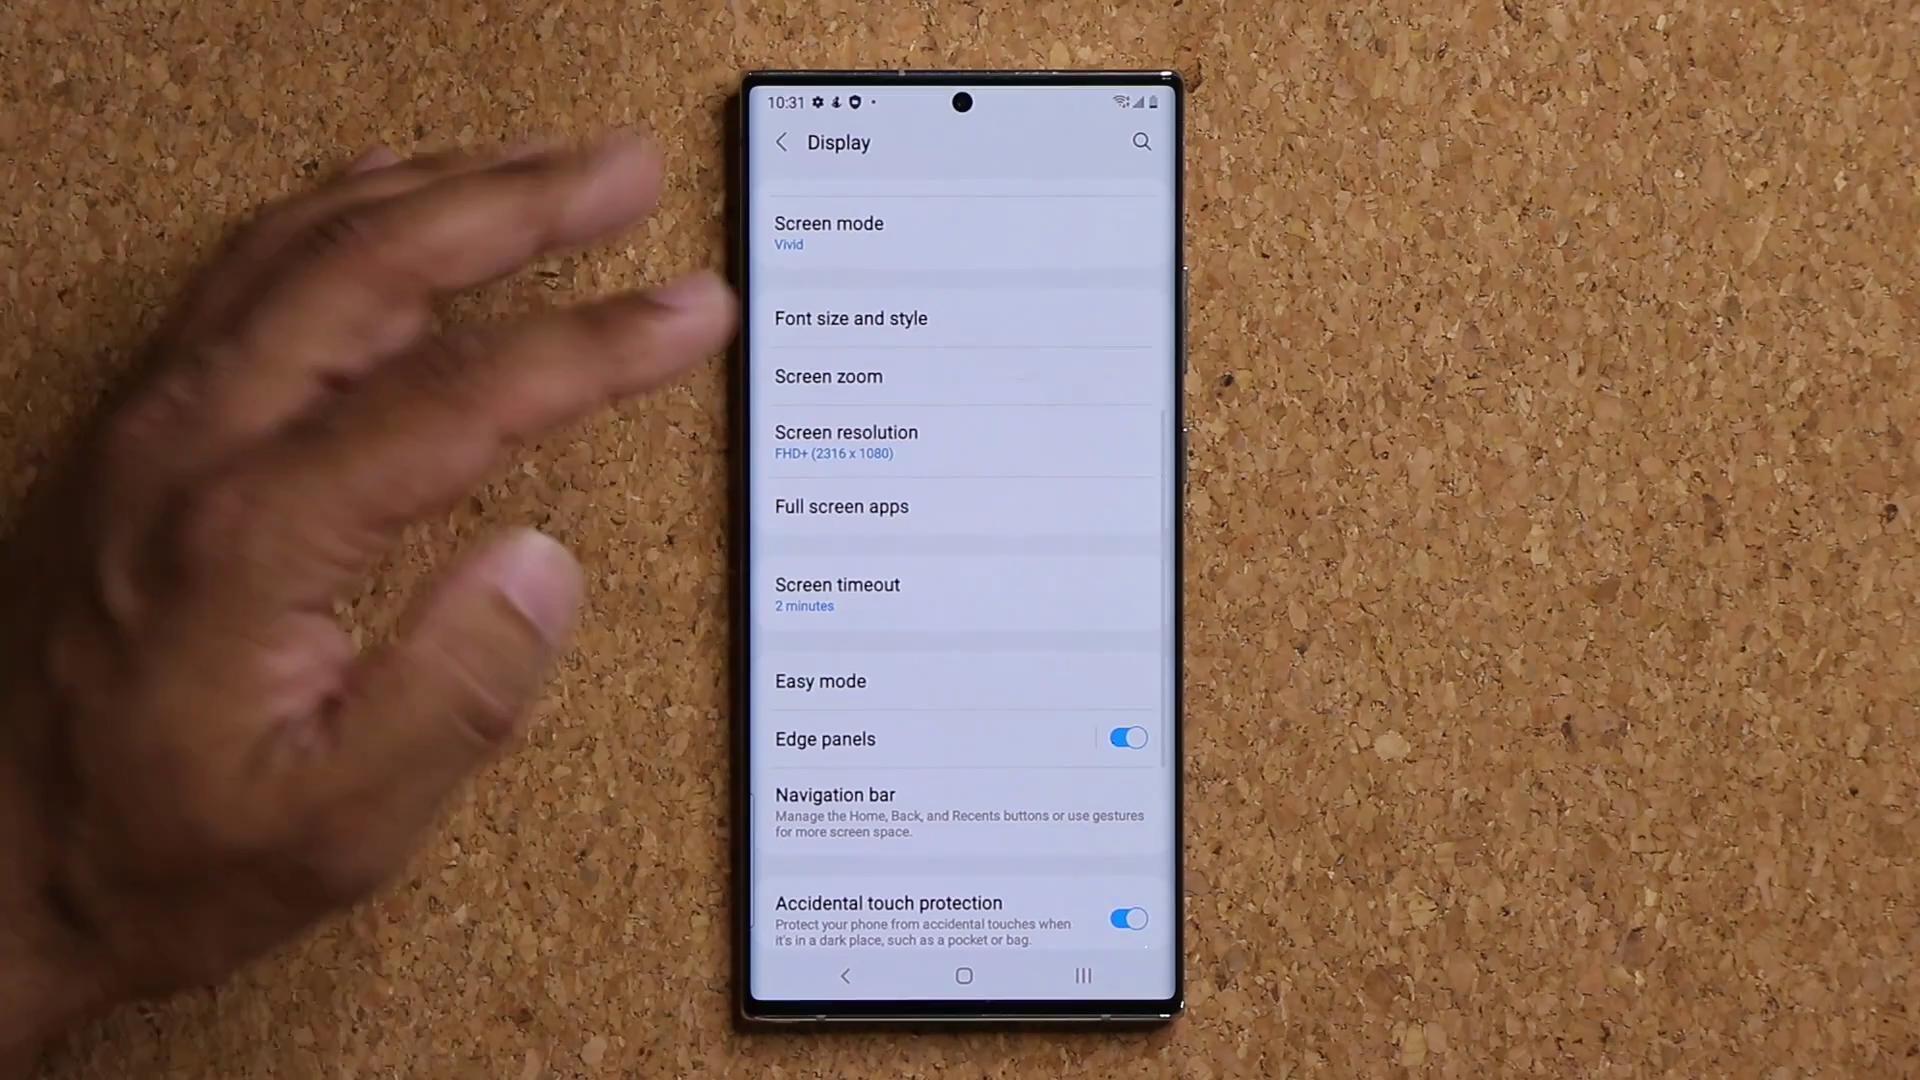 10:31
Display
Screen mode
Vivid
Font size and style
Screen zoom
Screen resolution
FHD+ (2316 x 1080)
Full screen apps
Screen timeout
2 minutes
Easy mode
Edge panels
Navigation bar
Manage the Home, Back, and Recents buttons or use gestures
for more screen space.
Accidental touch protection
Protect your phone from accidental touches when
it's in a dark place, such as a pocket or bag.